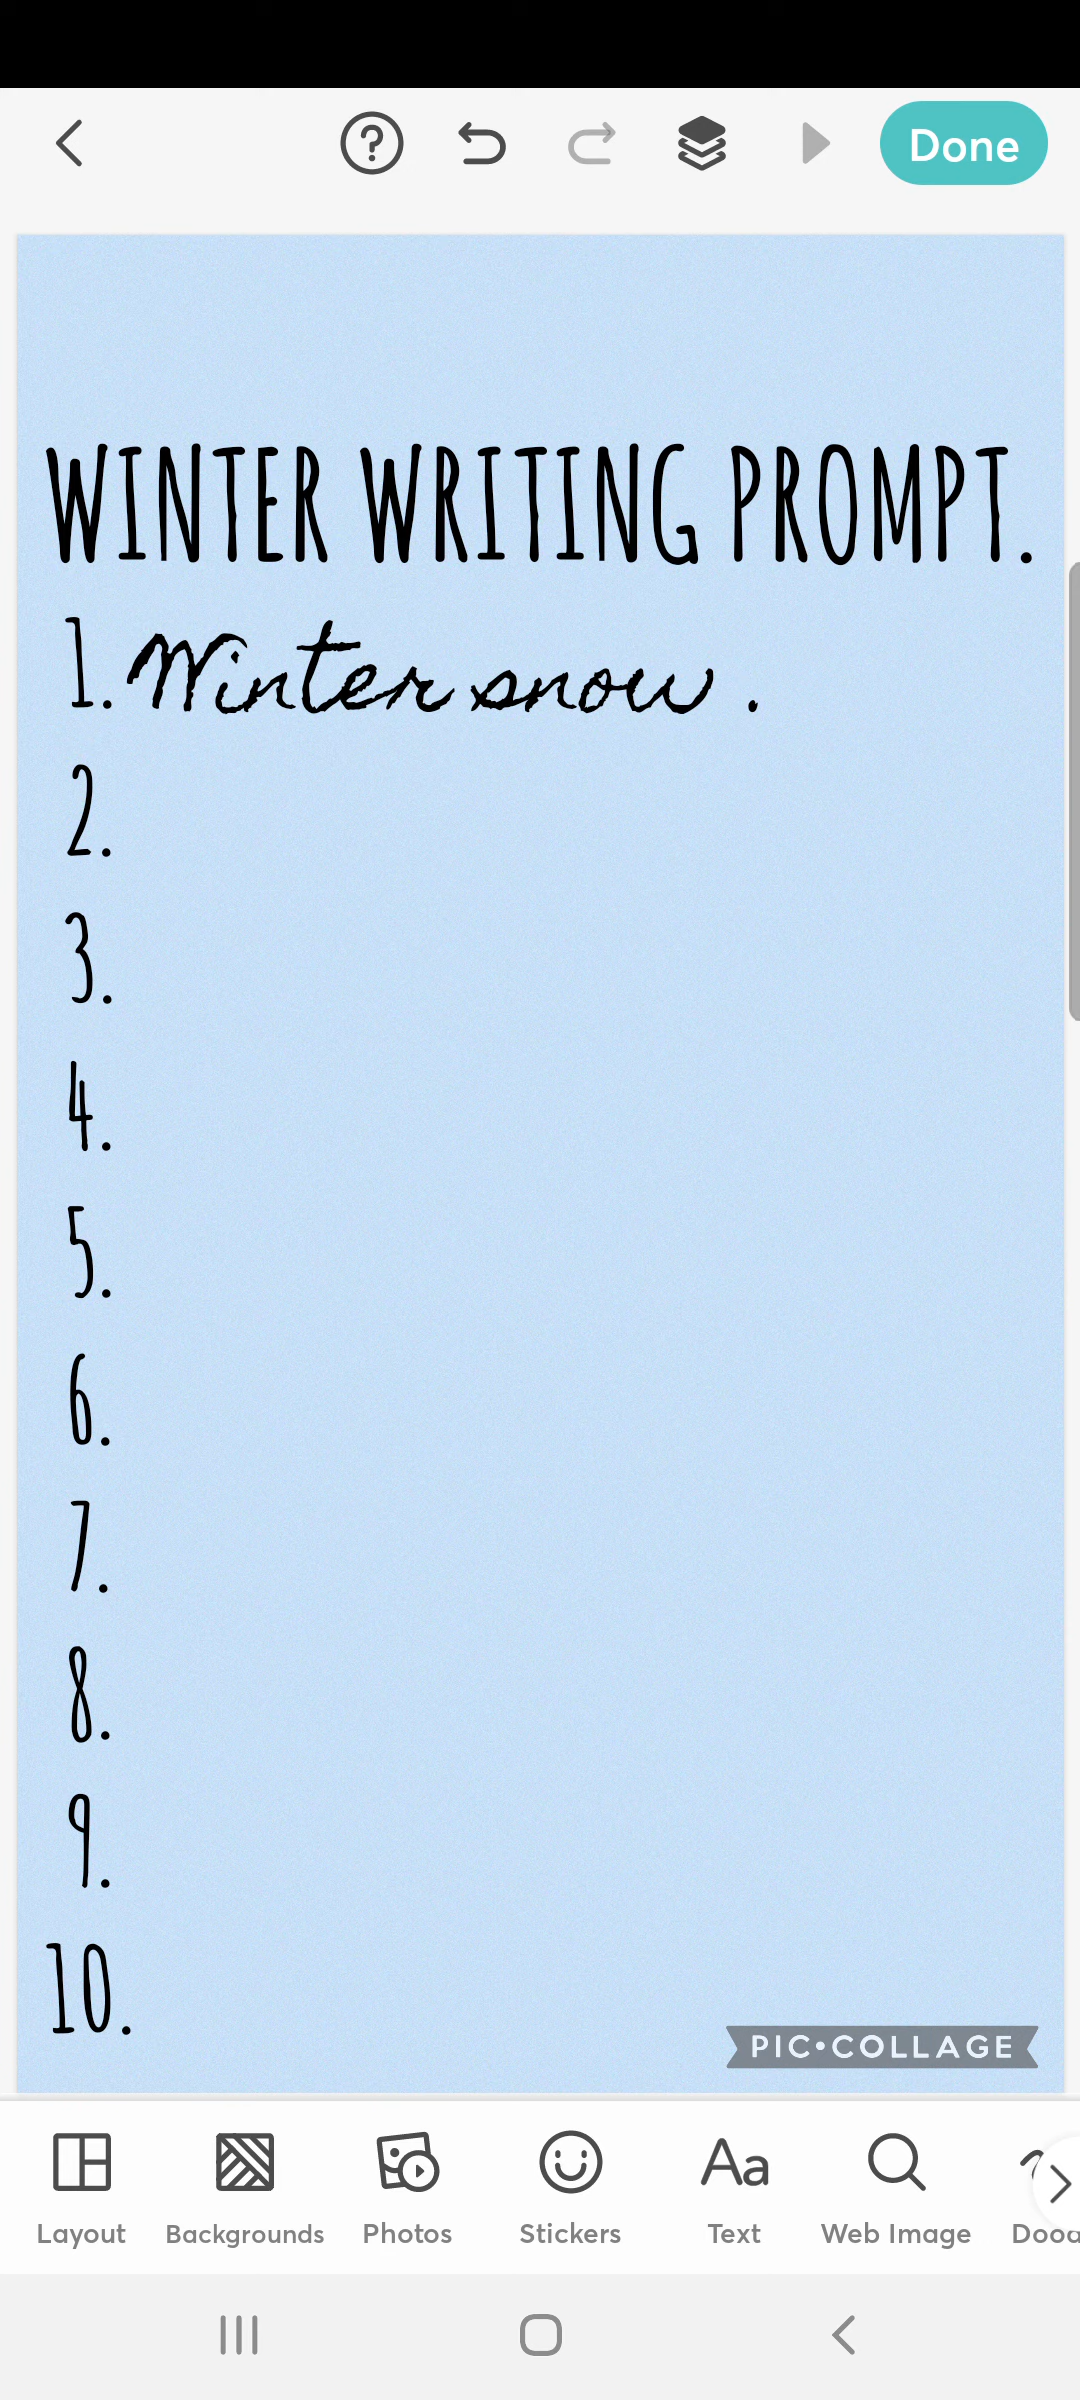 Done
WINTER WRITING PROMPT.
1. Winter snow .
2.
3.
4.
5.
6.
7.
8.
9.
10.
PIC•COLLAGE
Layout Backgrounds Photos Stickers Text Web Image